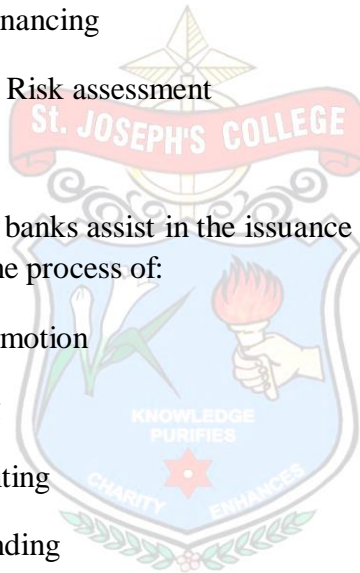 nancing
Risk assessment
St. JOSEPH'S COLLEGE
banks assist in the issuance
ne process of:
motion
ting
nding
KNOWLEDGE
PURIFIES
CHARITY
ENHANCES